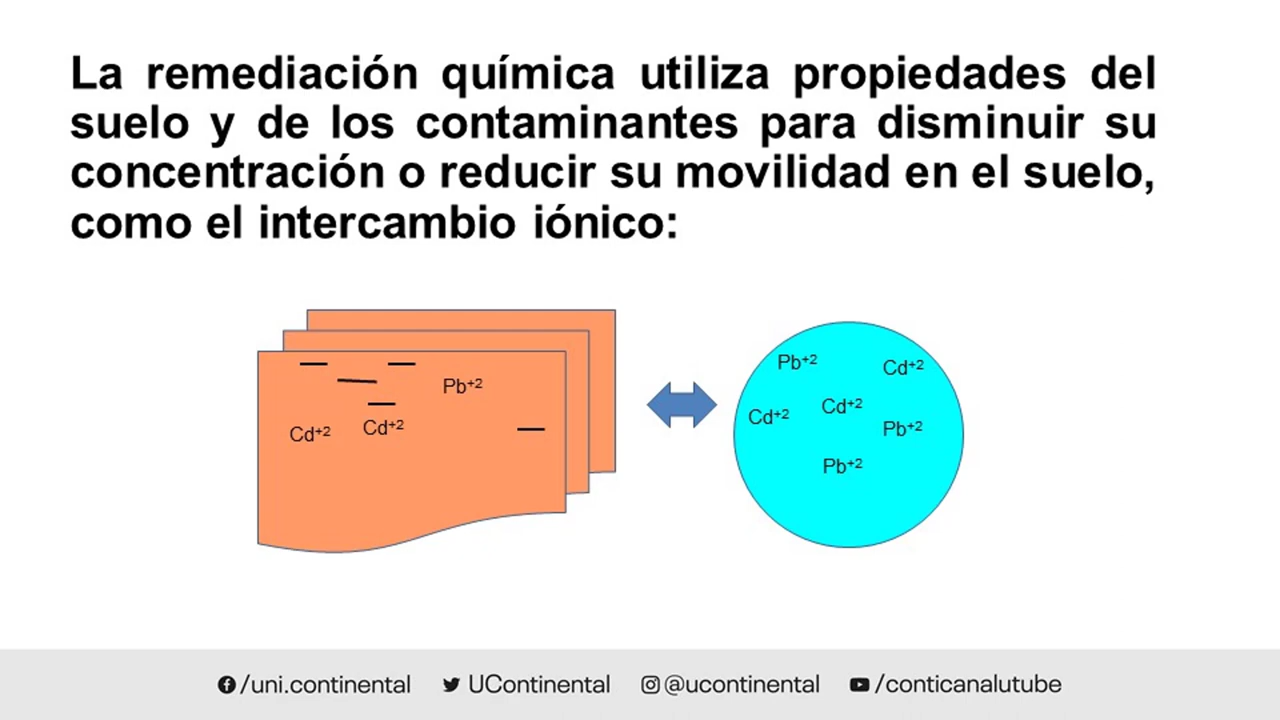 La remediación química utiliza propiedades del
suelo y de los contaminantes para disminuir su
concentración o reducir su movilidad en el suelo,
como el intercambio iónico:
Pb+2
Cd+2
Cd+2
Pb+2
Cd+2
Cd+2
Cd+2
Pb+2
Pb+2
/uni.continental UContinental @ucontinental /conticanalutube